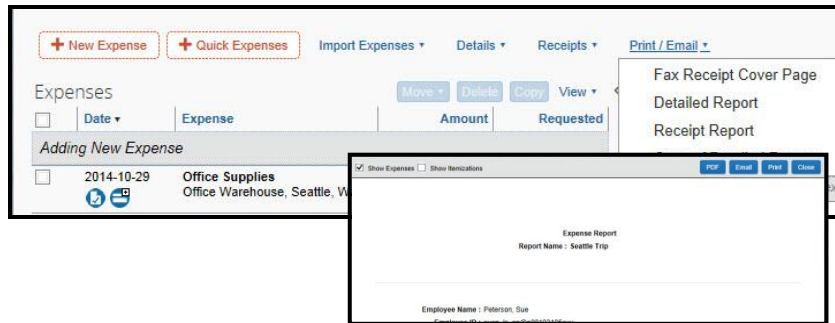 + New Expense + Quick Expenses Import Expenses Details Receipts Print / Email
Fax Receipt Cover Page
Detailed Report
Receipt Report
Expenses Move Delete Copy View
Date Expense Amount Requested
Adding New Expense
2014-10-29 Office Supplies
Office Warehouse, Seattle, W
Show Expenses Show Itemizations PDF Email Print Close
Expense Report
Report Name : Seattle Trip
Employee Name : Peterson, Sue
Employee ID :